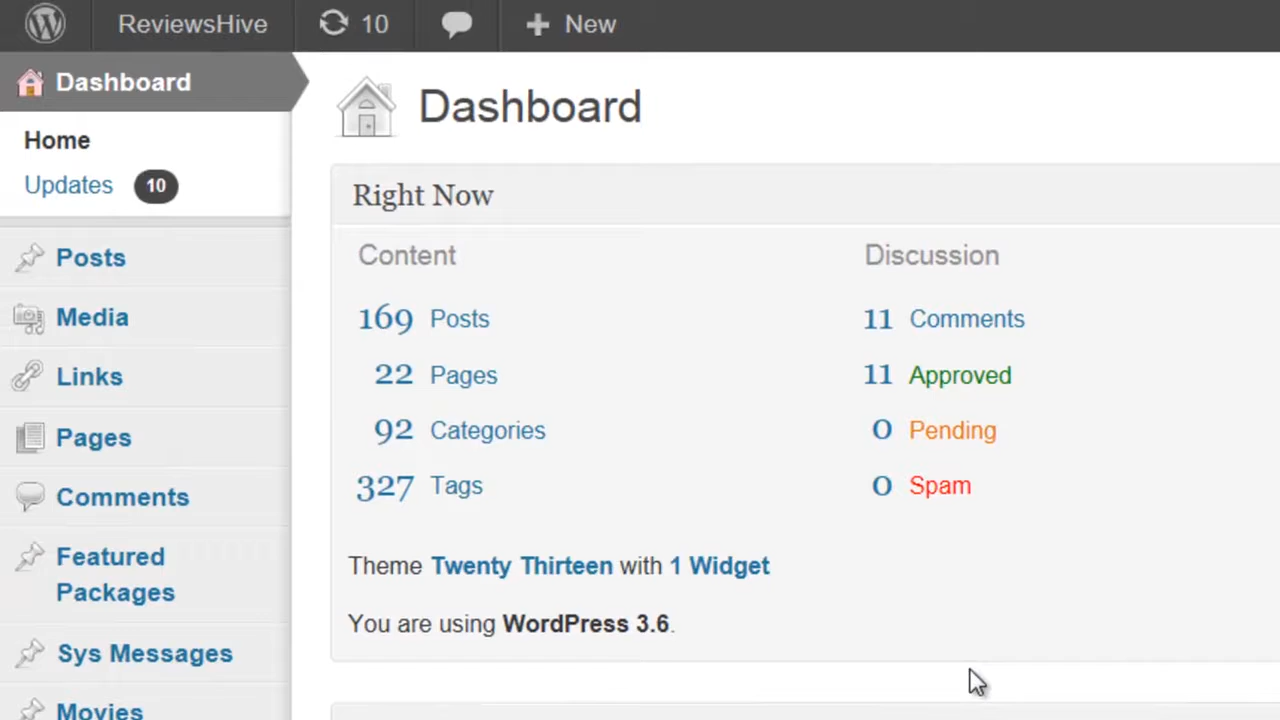 ReviewsHive 10 New
Dashboard
Home
Updates 10
Posts
Media
Links
Pages
Comments
Featured
Packages
Sys Messages
Movies
Dashboard
Right Now
Content
169 Posts
22 Pages
92 Categories
327 Tags
Discussion
11 Comments
11 Approved
0 Pending
0 Spam
Theme Twenty Thirteen with 1 Widget
You are using WordPress 3.6.